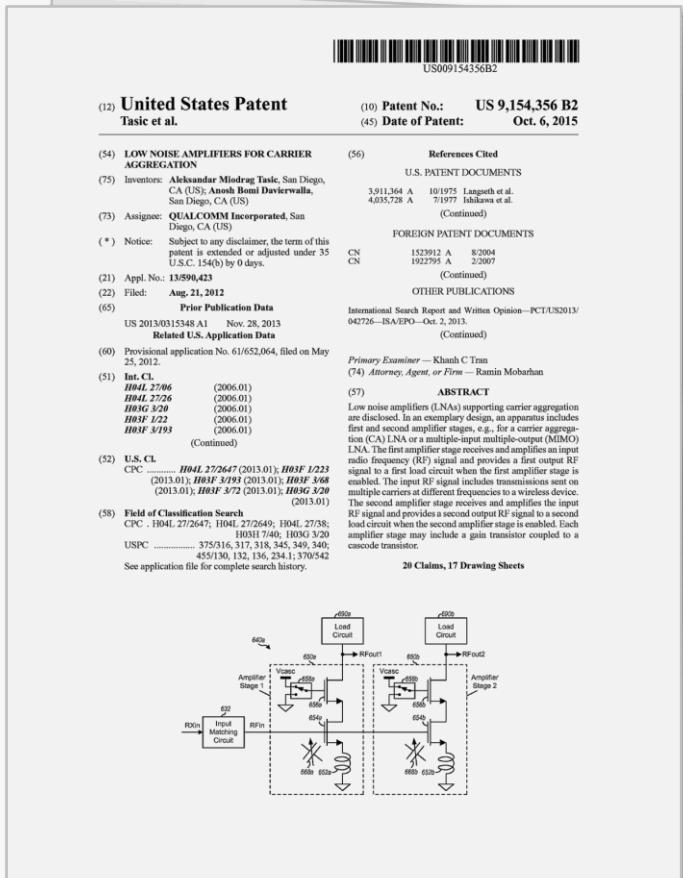 US009154356B2
(12) United States Patent
Tasic et al.
(10) Patent No.: US 9,154,356 B2
(45) Date of Patent: Oct. 6, 2015
(54) LOW NOISE AMPLIFIERS FOR CARRIER
AGGREGATION
(75) Inventors: Aleksandar Miodrag Tasic, San Diego,
CA (US); Anosh Bomi Davierwalla,
San Diego, CA (US)
(73) Assignee: QUALCOMM Incorporated, San
Diego, CA (US)
( * ) Notice: Subject to any disclaimer, the term of this
patent is extended or adjusted under 35
U.S.C. 154(b) by 0 days.
(21) Appl. No.: 13/590,423
(22) Filed: Aug. 21, 2012
(65) Prior Publication Data
US 2013/0315348 A1 Nov. 28, 2013
Related U.S. Application Data
(60) Provisional application No. 61/652,064, filed on May
25, 2012.
(51) Int. Cl.
H04L 27/06 (2006.01)
H04L 27/26 (2006.01)
H03G 3/20 (2006.01)
H03F 1/22 (2006.01)
H03F 3/193 (2006.01)
(Continued)
(52) U.S. Cl.
CPC ............ H04L 27/2647 (2013.01); H03F 1/223
(2013.01); H03F 3/193 (2013.01); H03F 3/68
(2013.01); H03F 3/72 (2013.01); H03G 3/20
(2013.01)
(58) Field of Classification Search
CPC . H04L 27/2647; H04L 27/2649; H04L 27/38;
H03H 7/40; H03G 3/20
USPC ................. 375/316, 317, 318, 345, 349, 340;
455/130, 132, 136, 234.1; 370/542
See application file for complete search history.
(56) References Cited
U.S. PATENT DOCUMENTS
3,911,364 A 10/1975 Langseth et al.
4,035,728 A 7/1977 Ishikawa et al.
(Continued)
FOREIGN PATENT DOCUMENTS
CN 1523912 A 8/2004
CN 1922795 A 2/2007
(Continued)
OTHER PUBLICATIONS
International Search Report and Written Opinion—PCT/US2013/
042726—ISA/EPO—Oct. 2, 2013.
(Continued)
Primary Examiner — Khanh C Tran
(74) Attorney, Agent, or Firm — Ramin Mobarhan
(57) ABSTRACT
Low noise amplifiers (LNAs) supporting carrier aggregation
are disclosed. In an exemplary design, an apparatus includes
first and second amplifier stages, e.g., for a carrier aggrega-
tion (CA) LNA or a multiple-input multiple-output (MIMO)
LNA. The first amplifier stage receives and amplifies an input
radio frequency (RF) signal and provides a first output RF
signal to a first load circuit when the first amplifier stage is
enabled. The input RF signal includes transmissions sent on
multiple carriers at different frequencies to a wireless device.
The second amplifier stage receives and amplifies the input
RF signal and provides a second output RF signal to a second
load circuit when the second amplifier stage is enabled. Each
amplifier stage may include a gain transistor coupled to a
cascode transistor.
20 Claims, 17 Drawing Sheets
690a 690b
Load
Circuit
Load
Circuit
640a
650a RFout1 650b RFout2
Amplifier
Stage 1
Vcasc
658a
656a
654a
Vcasc
658b
656b
654b
Amplifier
Stage 2
632
RXin
Input
Matching
Circuit
RFin
668a 652a
668b 652b